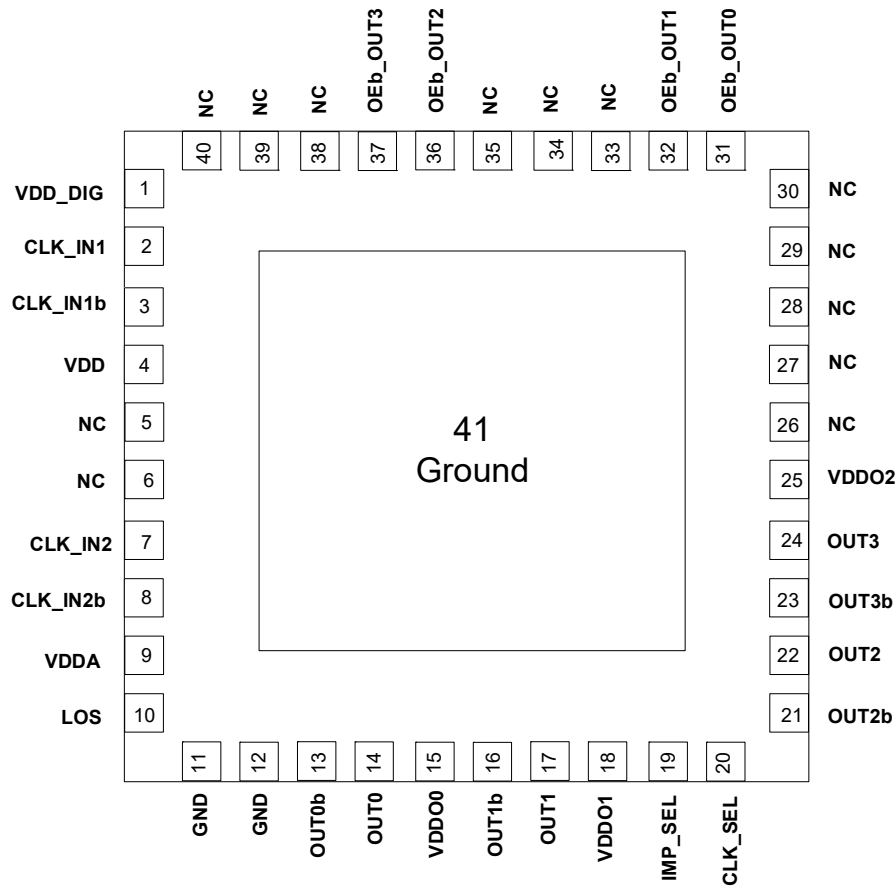 OEb_OUT3
OEb_OUT2
OEb_OUT1
OEb_OUT0
NC
NC
NC
NC
NC
NC
40
39
38
37
36
35
34
33
32
31
VDD_DIG
1
CLK_IN1
2
CLK_IN1b
3
VDD
4
NC
5
NC
6
CLK_IN2
7
CLK_IN2b
8
VDDA
9
LOS
10
41
Ground
30
NC
29
NC
28
NC
27
NC
26
NC
25
VDDO2
24
OUT3
23
OUT3b
22
OUT2
21
OUT2b
11
12
13
14
15
16
17
18
19
20
GND
GND
OUT0b
OUT0
VDDO0
OUT1b
OUT1
VDDO1
IMP_SEL
CLK_SEL